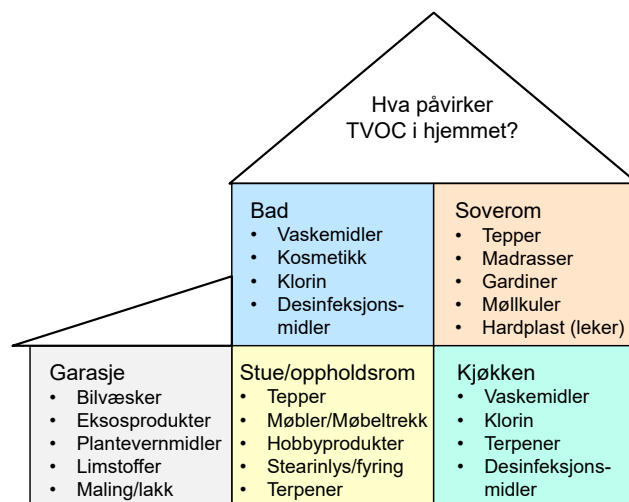 Hva påvirker
TVOC i hjemmet?
Bad
• Vaskemidler
• Kosmetikk
• Klorin
• Desinfeksjons-
midler
Soverom
• Tepper
• Madrasser
• Gardiner
• Møllkuler
• Hardplast (leker)
Garasje
• Bilvæsker
• Eksosprodukter
• Plantevernmidler
• Limstoffer
• Maling/lakk
Stue/oppholdsrom
• Tepper
• Møbler/Møbeltrekk
• Hobbyprodukter
• Stearinlys/fyring
• Terpener
Kjøkken
• Vaskemidler
• Klorin
• Terpener
• Desinfeksjons-
midler